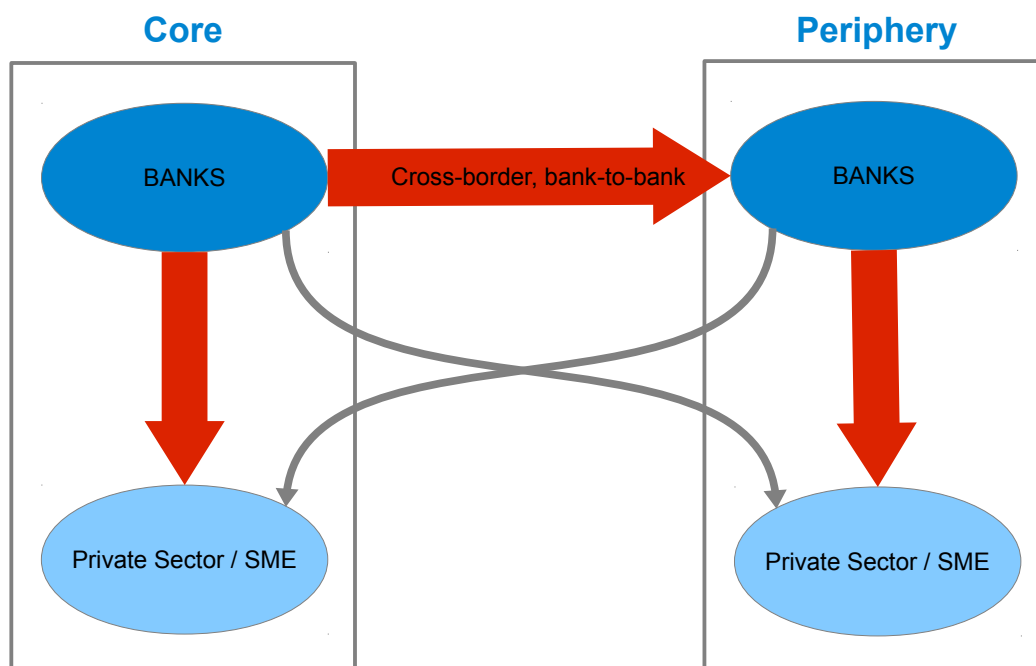 Core
Periphery
BANKS
Cross-border, bank-to-bank
BANKS
Private Sector / SME
Private Sector / SME